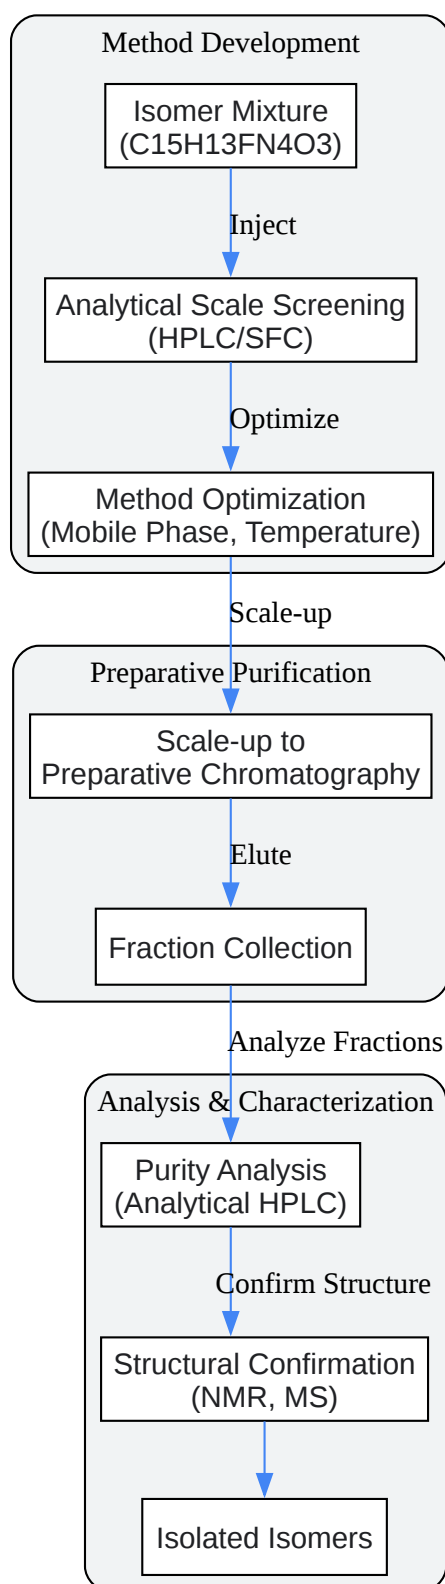 Method Development
Isomer Mixture
(C15H13FN4O3)
Inject
Analytical Scale Screening
(HPLC/SFC)
Optimize
Method Optimization
(Mobile Phase, Temperature)
Scale-up
Preparative Purification
Scale-up to
Preparative Chromatography
Elute
Fraction Collection
Analyze Fractions
Analysis & Characterization
Purity Analysis
(Analytical HPLC)
Confirm Structure
Structural Confirmation
(NMR, MS)
Isolated Isomers